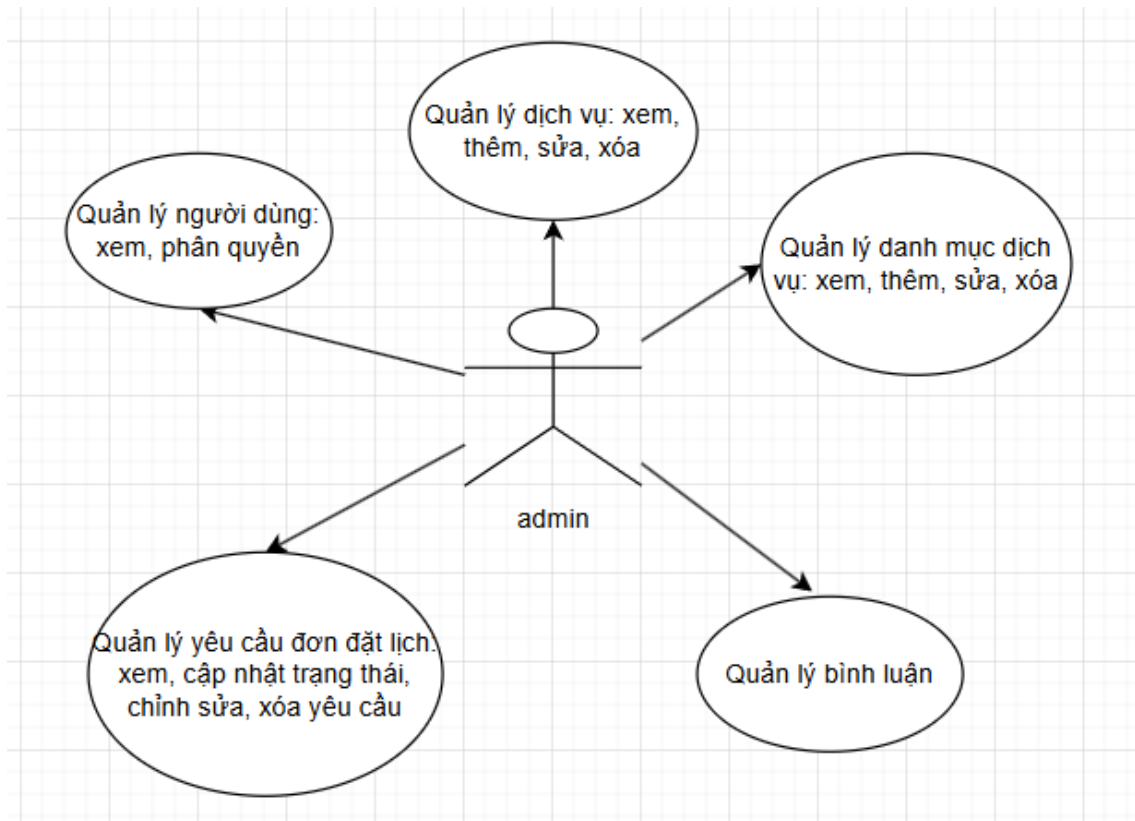 Quản lý dịch vụ: xem,
thêm, sửa, xóa
Quản lý người dùng:
xem, phân quyền
Quản lý danh mục dịch
vụ: xem, thêm, sửa, xóa
admin
Quản lý yêu cầu đơn đặt lịch:
xem, cập nhật trạng thái,
chỉnh sửa, xóa yêu cầu
Quản lý bình luận